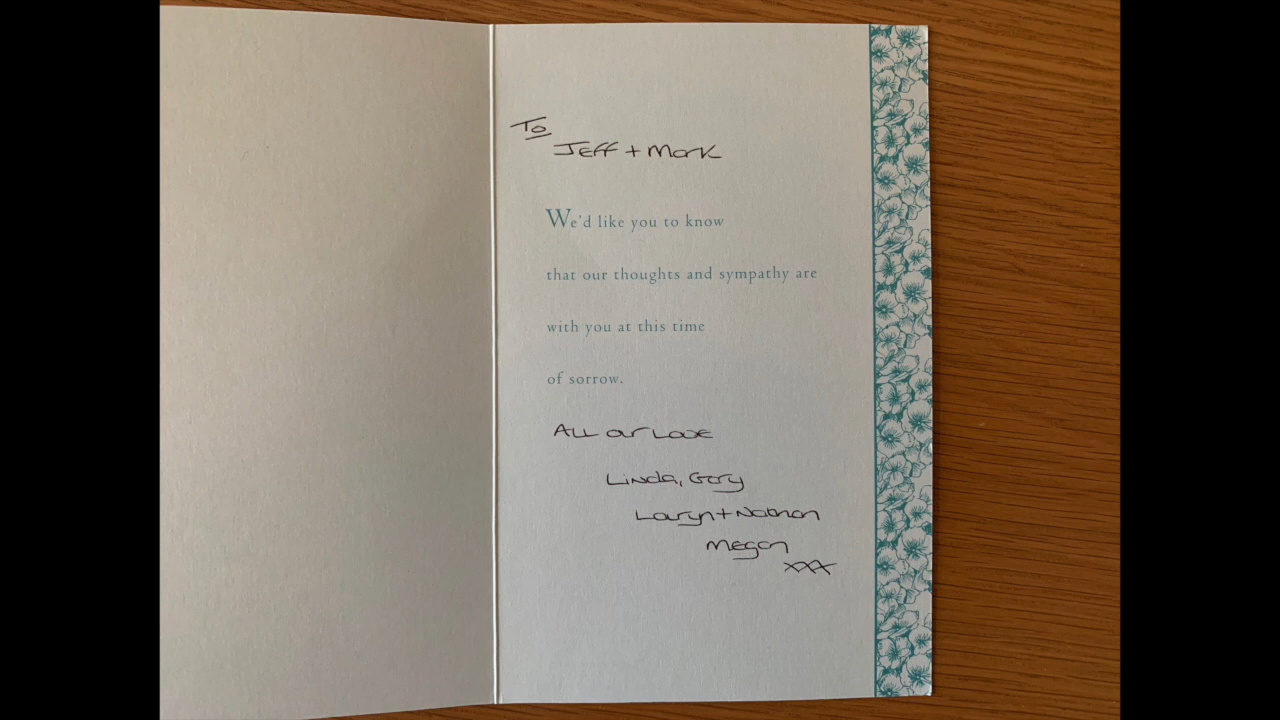 To
Jeff + Mark
We'd like you to know
that our thoughts and sympathy are
with you at this time
of sorrow.
All our love
Linda, Gary
Lauryn + Nathan
Megan
xxx